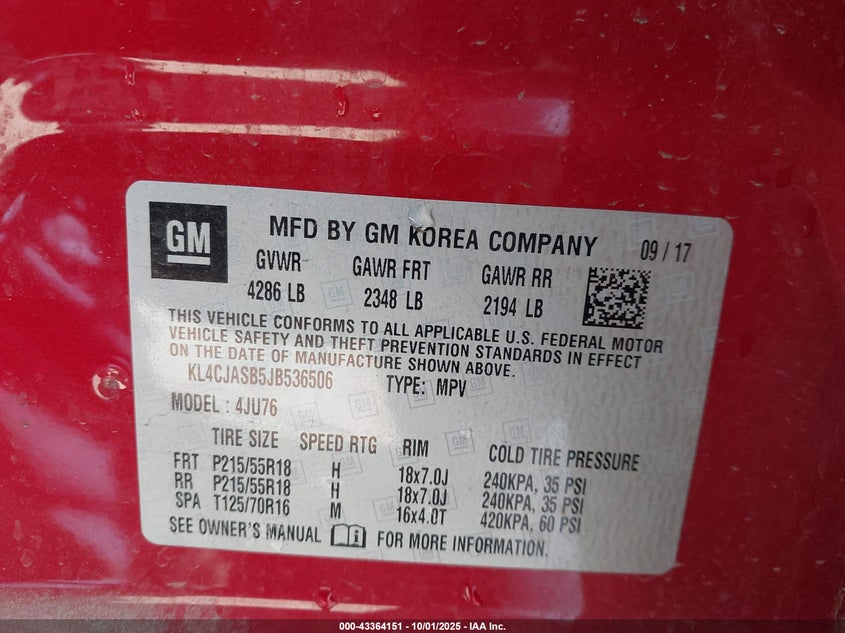 GM
MFD BY GM KOREA COMPANY 09 / 17
GVWR GAWR FRT GAWR RR
4286 LB 2348 LB 2194 LB
THIS VEHICLE CONFORMS TO ALL APPLICABLE U.S. FEDERAL MOTOR
VEHICLE SAFETY AND THEFT PREVENTION STANDARDS IN EFFECT
ON THE DATE OF MANUFACTURE SHOWN ABOVE.
KL4CJASB5JB536506 TYPE: MPV
MODEL : 4JU76
TIRE SIZE SPEED RTG RIM COLD TIRE PRESSURE
FRT P215/55R18 H 18x7.0J 240KPA, 35 PSI
RR P215/55R18 H 18x7.0J 240KPA, 35 PSI
SPA T125/70R16 M 16x4.0T 420KPA, 60 PSI
SEE OWNER'S MANUAL FOR MORE INFORMATION.
000-43364151 | 10/01/2025 - IAA Inc.